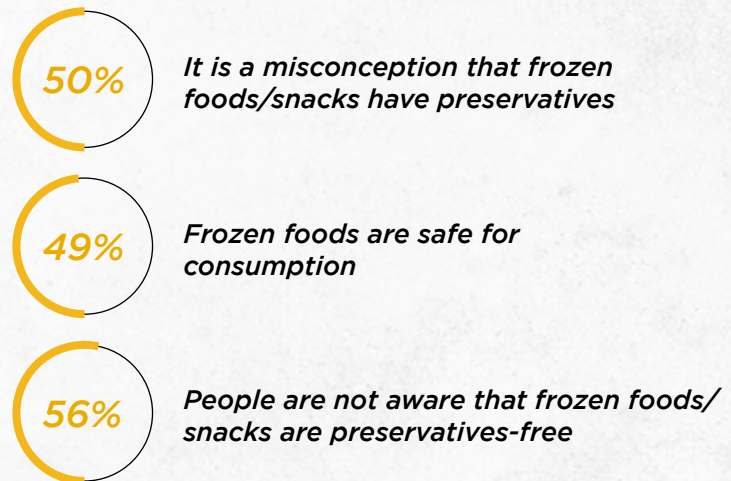 50%
It is a misconception that frozen
foods/snacks have preservatives
49%
Frozen foods are safe for
consumption
56%
People are not aware that frozen foods/
snacks are preservatives-free